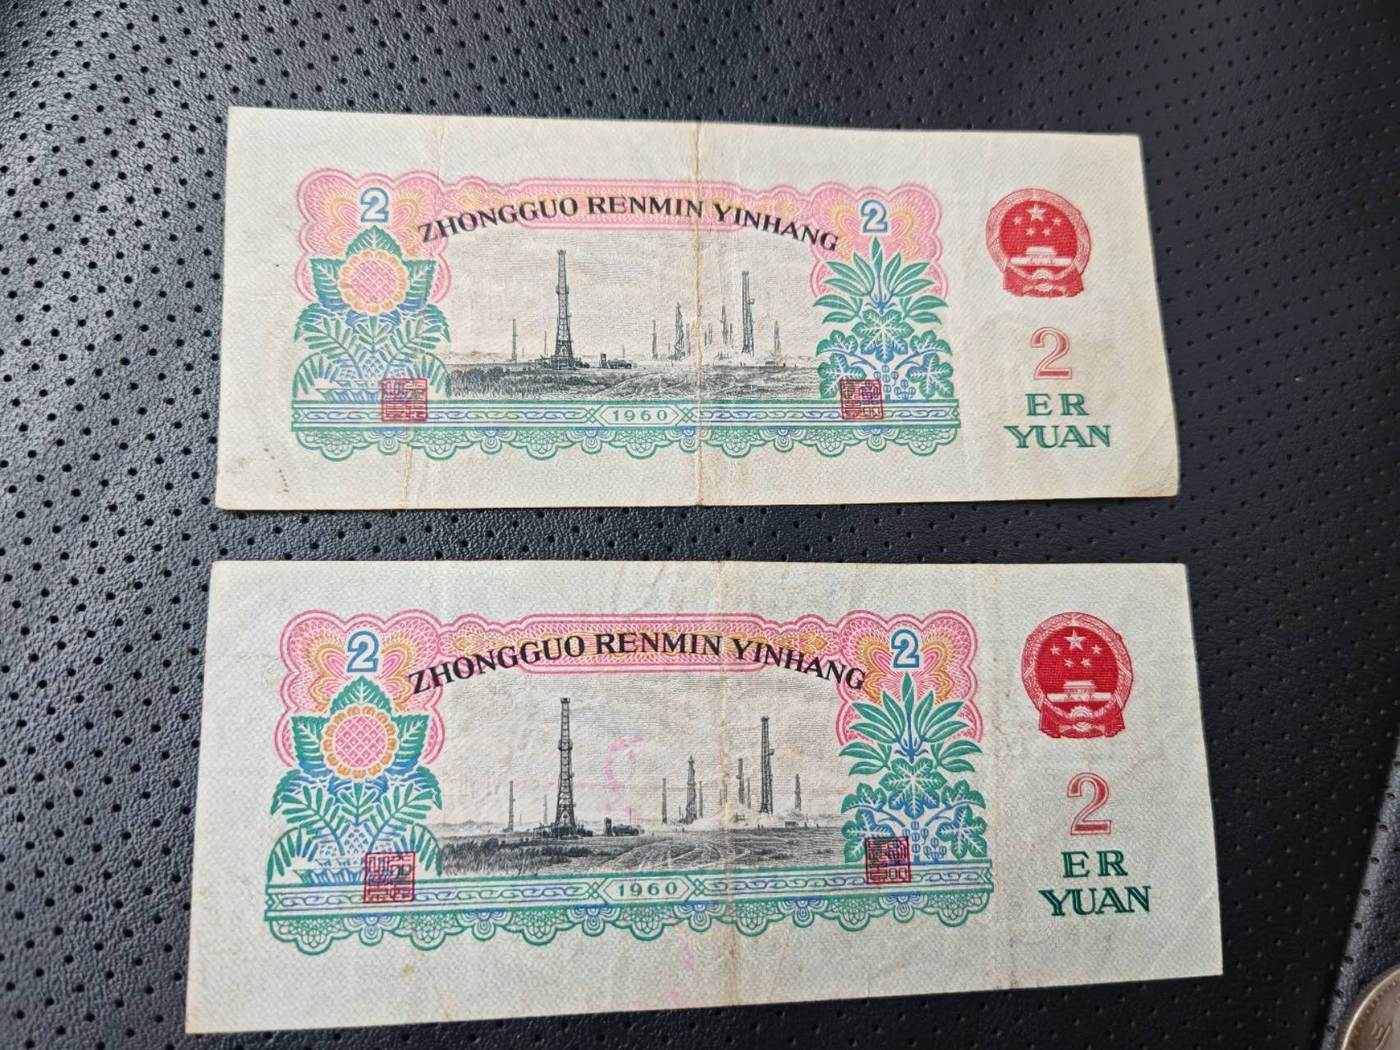 2 2
ZHONGGUO RENMIN YINHANG
2
ER
YUAN
1960
2 2
ZHONGGUO RENMIN YINHANG
2
ER
YUAN
1960